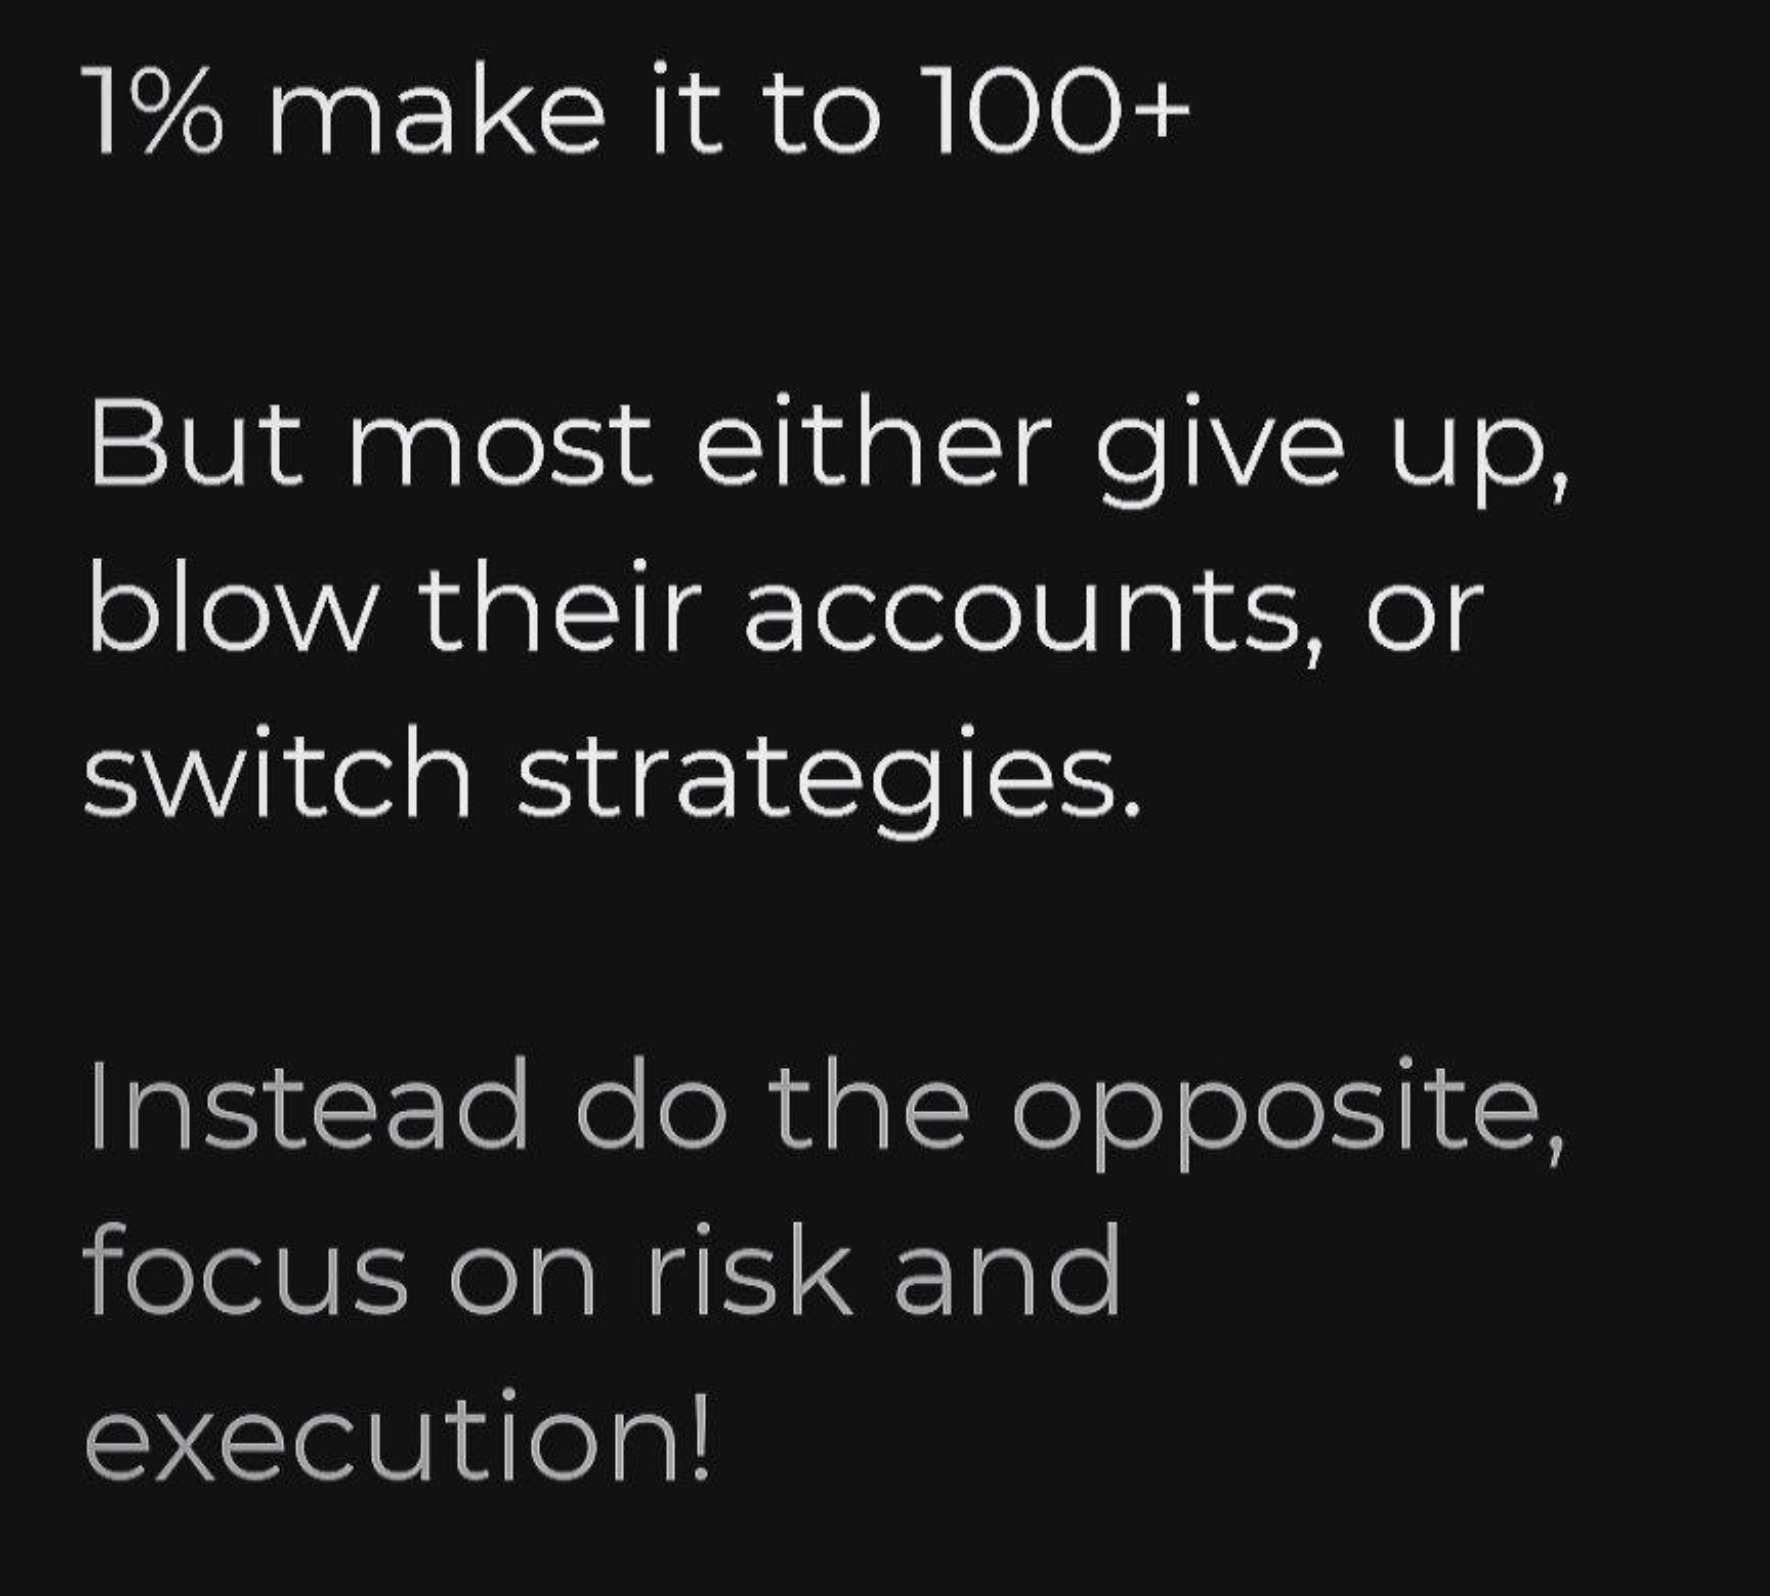 1% make it to 100+
But most either give up,
blow their accounts, or
switch strategies.
Instead do the opposite,
focus on risk and
execution!